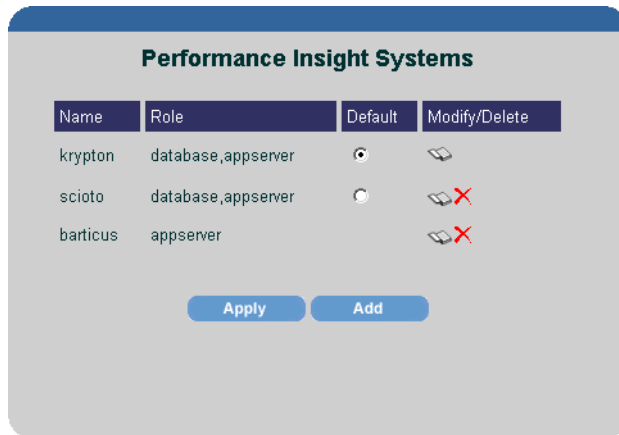 Performance Insight Systems
Name Role Default Modify/Delete
krypton database,appserver
scioto database,appserver
barticus appserver
Apply Add